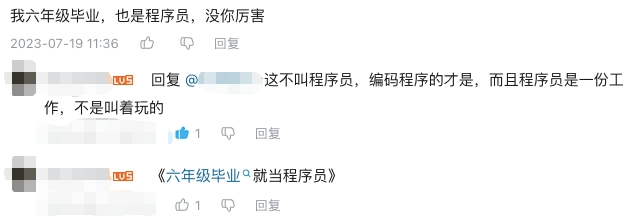 我六年级毕业，也是程序员，没你厉害
2023-07-19 11:36 回复
LV5 回复 @ 这不叫程序员，编码程序的才是，而且程序员是一份工
作，不是叫着玩的
1 回复
LV5 《六年级毕业就当程序员》
1 回复